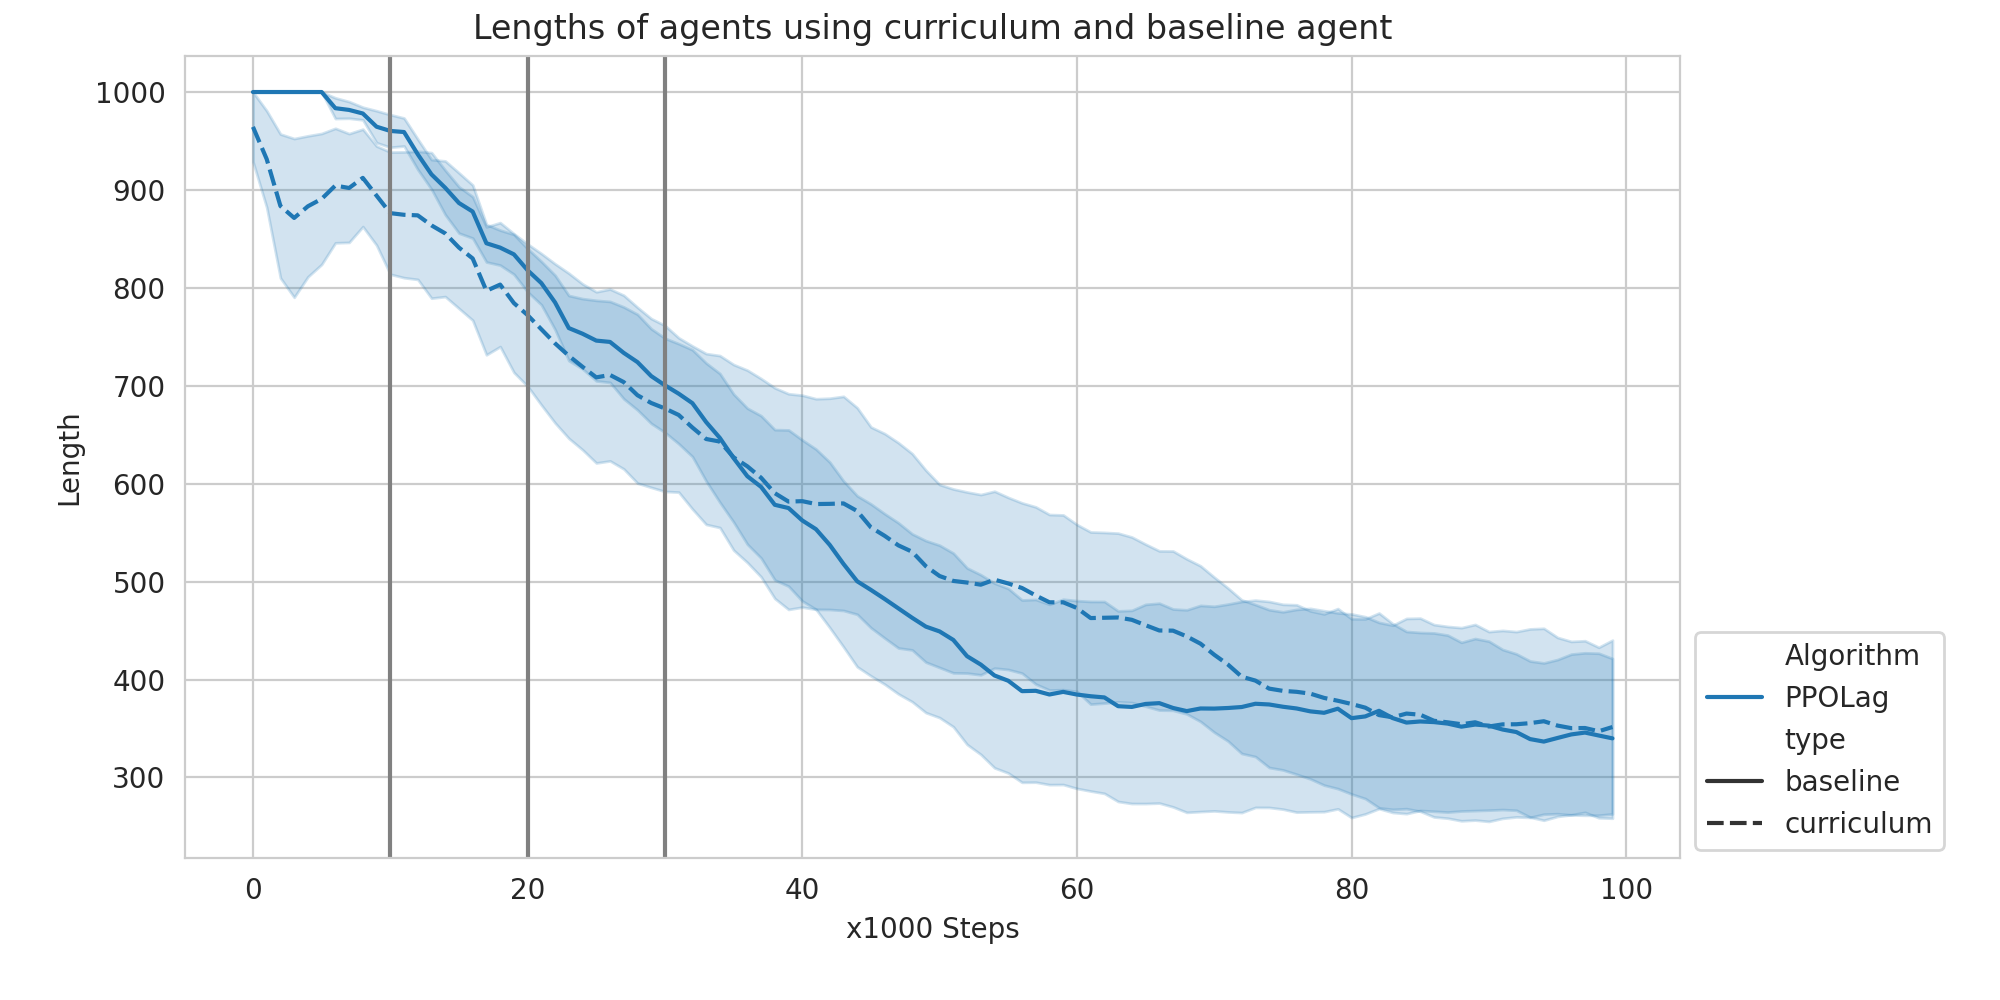 Lengths of agents using curriculum and baseline agent
1000
900
800
700
600
500
400
300
Length
0
20
40
60
80
100
x1000 Steps
Algorithm
PPOLag
type
baseline
curriculum